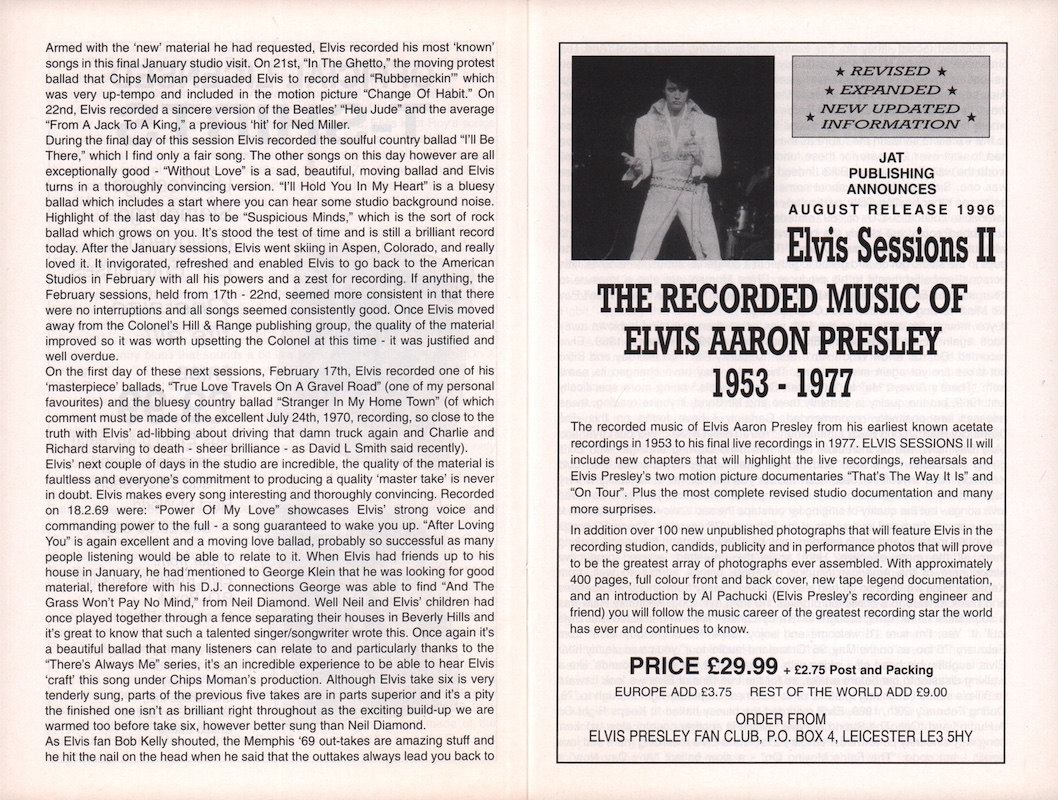 Armed with the ‘new’ material he had requested, Elvis recorded his most ‘known’
songs in this final January studio visit. On 21st, “In The Ghetto,” the moving protest
ballad that Chips Moman persuaded Elvis to record and “Rubberneckin’” which
was very up-tempo and included in the motion picture “Change Of Habit.” On
22nd, Elvis recorded a sincere version of the Beatles’ “Heu Jude” and the average
“From A Jack To A King,” a previous ‘hit’ for Ned Miller.
During the final day of this session Elvis recorded the soulful country ballad “I’ll Be
There,” which I find only a fair song. The other songs on this day however are all
exceptionally good - “Without Love” is a sad, beautiful, moving ballad and Elvis
turns in a thoroughly convincing version. “I’ll Hold You In My Heart” is a bluesy
ballad which includes a start where you can hear some studio background noise.
Highlight of the last day has to be “Suspicious Minds,” which is the sort of rock
ballad which grows on you. It’s stood the test of time and is still a brilliant record
today. After the January sessions, Elvis went skiing in Aspen, Colorado, and really
loved it. It invigorated, refreshed and enabled Elvis to go back to the American
Studios in February with all his powers and a zest for recording. If anything, the
February sessions, held from 17th - 22nd, seemed more consistent in that there
were no interruptions and all songs seemed consistently good. Once Elvis moved
away from the Colonel’s Hill & Range publishing group, the quality of the material
improved so it was worth upsetting the Colonel at this time - it was justified and
well overdue.
On the first day of these next sessions, February 17th, Elvis recorded one of his
‘masterpiece’ ballads, “True Love Travels On A Gravel Road” (one of my personal
favourites) and the bluesy country ballad “Stranger In My Home Town” (of which
comment must be made of the excellent July 24th, 1970, recording, so close to the
truth with Elvis’ ad-libbing about driving that damn truck again and Charlie and
Richard starving to death - sheer brilliance - as David L Smith said recently).
Elvis’ next couple of days in the studio are incredible, the quality of the material is
faultless and everyone’s commitment to producing a quality ‘master take’ is never
in doubt. Elvis makes every song interesting and thoroughly convincing. Recorded
on 18.2.69 were: “Power Of My Love” showcases Elvis’ strong voice and
commanding power to the full - a song guaranteed to wake you up. “After Loving
You” is again excellent and a moving love ballad, probably so successful as many
people listening would be able to relate to it. When Elvis had friends up to his
house in January, he had mentioned to George Klein that he was looking for good
material, therefore with his D.J. connections George was able to find “And The
Grass Won’t Pay No Mind,” from Neil Diamond. Well Neil and Elvis’ children had
once played together through a fence separating their houses in Beverly Hills and
it’s great to know that such a talented singer/songwriter wrote this. Once again it’s
a beautiful ballad that many listeners can relate to and particularly thanks to the
“There’s Always Me” series, it’s an incredible experience to be able to hear Elvis
‘craft’ this song under Chips Moman’s production. Although Elvis take six is very
tenderly sung, parts of the previous five takes are in parts superior and it’s a pity
the finished one isn’t as brilliant right throughout as the exciting build-up we are
warmed too before take six, however better sung than Neil Diamond.
As Elvis fan Bob Kelly shouted, the Memphis ‘69 out-takes are amazing stuff and
he hit the nail on the head when he said that the outtakes always lead you back to
★ REVISED ★
★ EXPANDED ★
NEW UPDATED
★ INFORMATION ★
JAT
PUBLISHING
ANNOUNCES
AUGUST RELEASE 1996
Elvis Sessions II
THE RECORDED MUSIC OF
ELVIS AARON PRESLEY
1953 - 1977
The recorded music of Elvis Aaron Presley from his earliest known acetate
recordings in 1953 to his final live recordings in 1977. ELVIS SESSIONS II will
include new chapters that will highlight the live recordings, rehearsals and
Elvis Presley’s two motion picture documentaries “That’s The Way It Is” and
“On Tour”. Plus the most complete revised studio documentation and many
more surprises.
In addition over 100 new unpublished photographs that will feature Elvis in the
recording studion, candids, publicity and in performance photos that will prove
to be the greatest array of photographs ever assembled. With approximately
400 pages, full colour front and back cover, new tape legend documentation,
and an introduction by Al Pachucki (Elvis Presley’s recording engineer and
friend) you will follow the music career of the greatest recording star the world
has ever and continues to know.
PRICE £29.99 + £2.75 Post and Packing
EUROPE ADD £3.75 REST OF THE WORLD ADD £9.00
ORDER FROM
ELVIS PRESLEY FAN CLUB, P.O. BOX 4, LEICESTER LE3 5HY